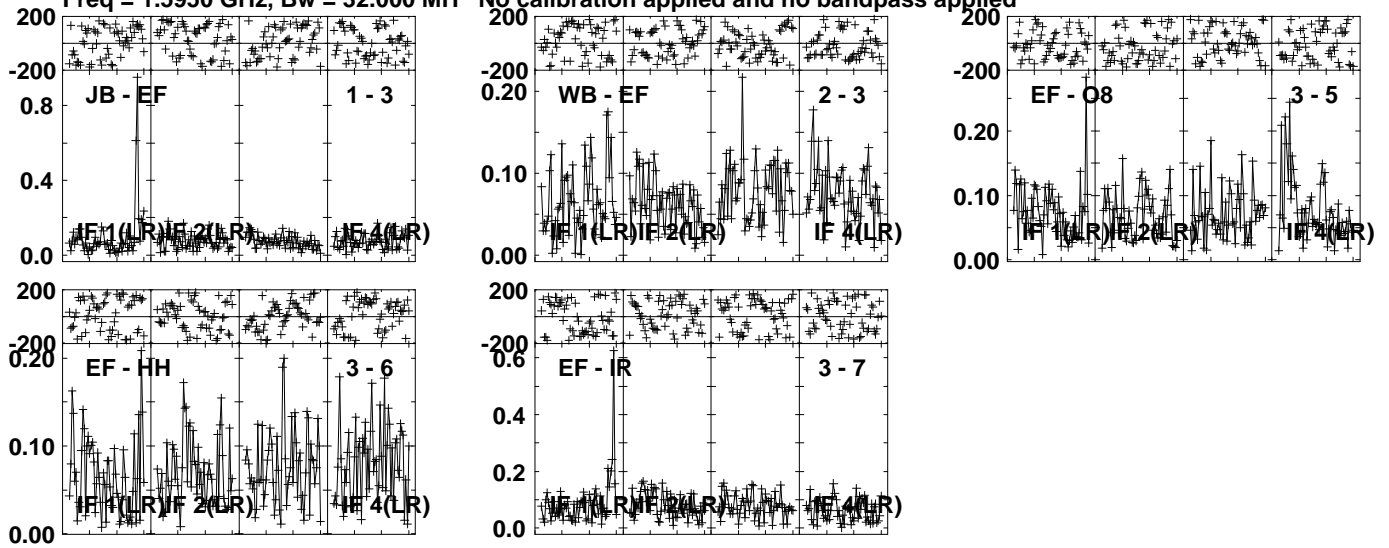 Freq = 1.5950 GHz, Bw = 32.000 MH No calibration applied and no bandpass applied
200
-200
JB - EF
1 - 3
0.8
0.4
0.0
IF 1(LR)
IF 2(LR)
IF 4(LR)
200
-200
WB - EF
2 - 3
0.20
0.10
0.00
IF 1(LR)
IF 2(LR)
IF 4(LR)
200
-200
EF - O8
3 - 5
0.20
0.10
0.00
IF 1(LR)
IF 2(LR)
IF 4(LR)
200
-200
EF - HH
3 - 6
0.20
0.10
0.00
IF 1(LR)
IF 2(LR)
IF 4(LR)
200
-200
EF - IR
3 - 7
0.6
0.4
0.2
0.0
IF 1(LR)
IF 2(LR)
IF 4(LR)